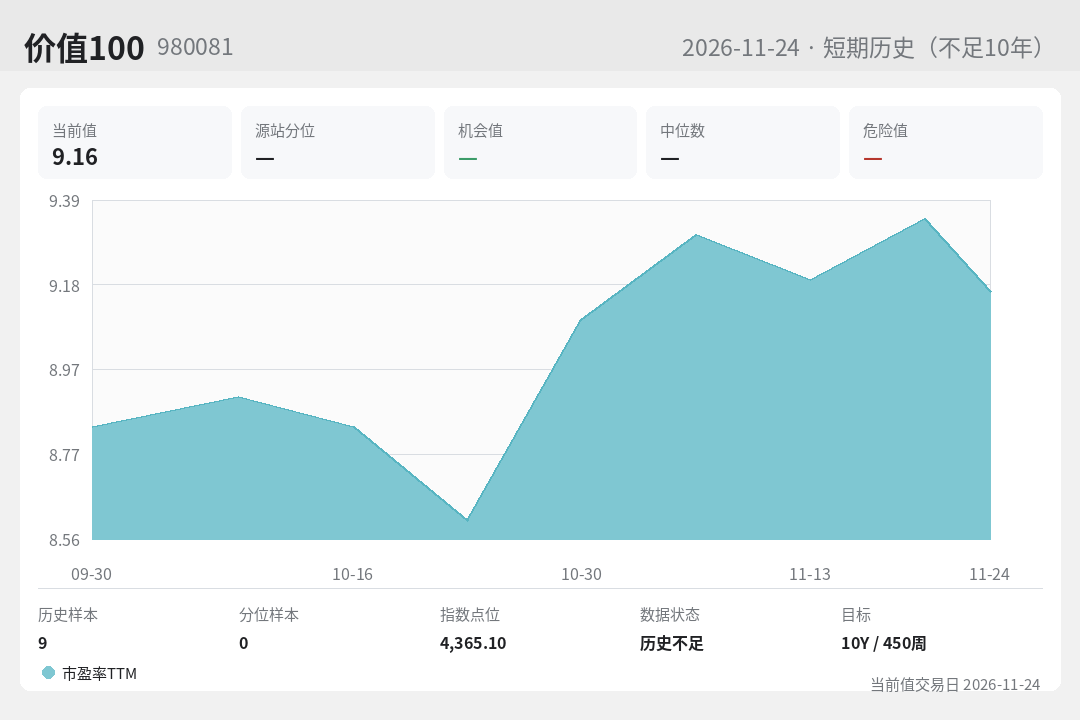 价值100 980081 2026-11-24 · 短期历史（不足10年）
当前值 源站分位 机会值 中位数 危险值
9.16 — — — —
9.39
9.18
8.97
8.77
8.56
09-30 10-16 10-30 11-13 11-24
历史样本 分位样本 指数点位 数据状态 目标
9 0 4,365.10 历史不足 10Y / 450周
市盈率TTM
当前值交易日 2026-11-24